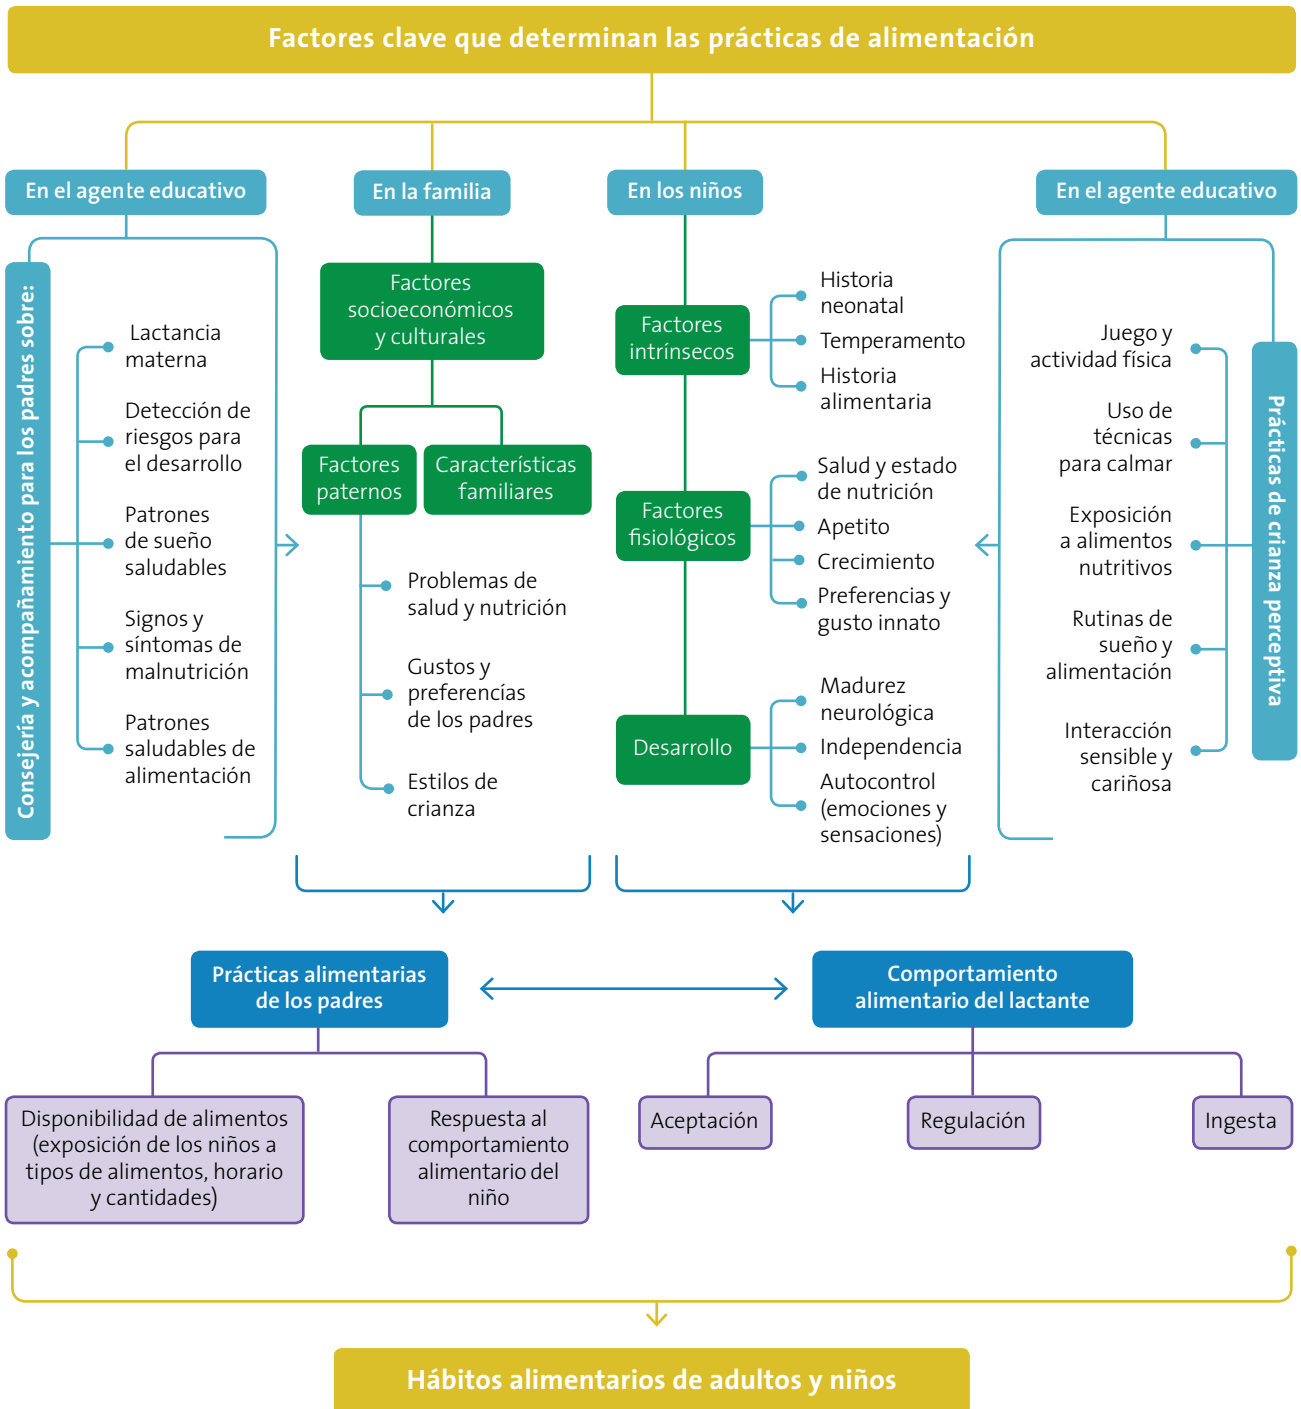 Factores clave que determinan las prácticas de alimentación
En el agente educativo
En la familia
En los niños
En el agente educativo
Consejería y acompañamiento para los padres sobre:
Lactancia
materna
Detección de
riesgos para
el desarrollo
Patrones
de sueño
saludables
Signos y
síntomas de
malnutrición
Patrones
saludables de
alimentación
Factores
socioeconómicos
y culturales
Factores
paternos
Características
familiares
Problemas de
salud y nutrición
Gustos y
preferencías
de los padres
Estilos de
crianza
Factores
intrínsecos
Historia
neonatal
Temperamento
Historia
alimentaria
Factores
fisiológicos
Salud y estado
de nutrición
Apetito
Crecimiento
Preferencias y
gusto innato
Desarrollo
Madurez
neurológica
Independencia
Autocontrol
(emociones y
sensaciones)
Juego y
actividad física
Uso de
técnicas
para calmar
Exposición
a alimentos
nutritivos
Rutinas de
sueño y
alimentación
Interacción
sensible y
cariñosa
Prácticas de crianza perceptiva
Prácticas alimentarias
de los padres
Comportamiento
alimentario del lactante
Disponibilidad de alimentos
(exposición de los niños a
tipos de alimentos, horario
y cantidades)
Respuesta al
comportamiento
alimentario del
niño
Aceptación
Regulación
Ingesta
Hábitos alimentarios de adultos y niños